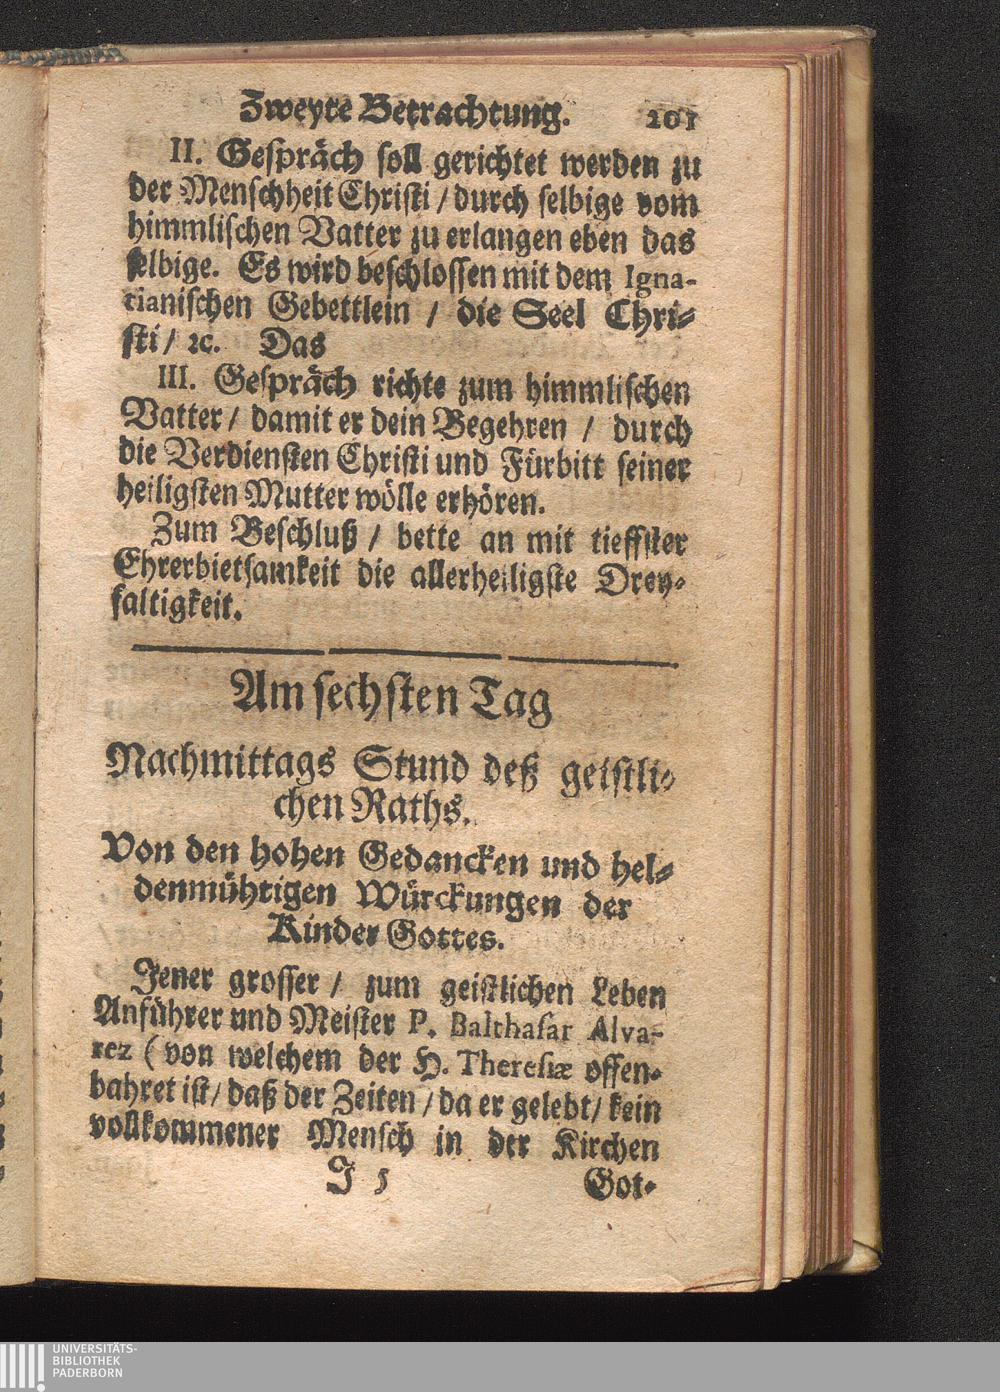 Zweyte Betrachtung. 201
II. Gespräch soll gerichtet werden zu
der Menschheit Christi / durch selbige vom
himmlischen Vatter zu erlangen eben das
selbige. Es wird beschlossen mit dem Igna-
tianischen Gebettlein / die Seel Chri-
sti / ꝛc. Das
III. Gespräch richte zum himmlischen
Vatter / damit er dein Begehren / durch
die Verdiensten Christi und Fürbitt seiner
heiligsten Mutter wölle erhören.
Zum Beschluß / bette an mit tieffster
Ehrerbietsamkeit die allerheiligste Drey-
faltigkeit.
Am sechsten Tag
Nachmittags Stund deß geistli-
chen Raths.
Von den hohen Gedancken und hel-
denmühtigen Würckungen der
Kinder Gottes.
Jener grosser / zum geistlichen Leben
Anführer und Meister P. Balthasar Alva-
rez (von welchem der H. Theresiæ offen-
bahret ist / daß der Zeiten / da er gelebt / kein
vollkommener Mensch in der Kirchen
J 5 Got-
UNIVERSITÄTS-
BIBLIOTHEK
PADERBORN